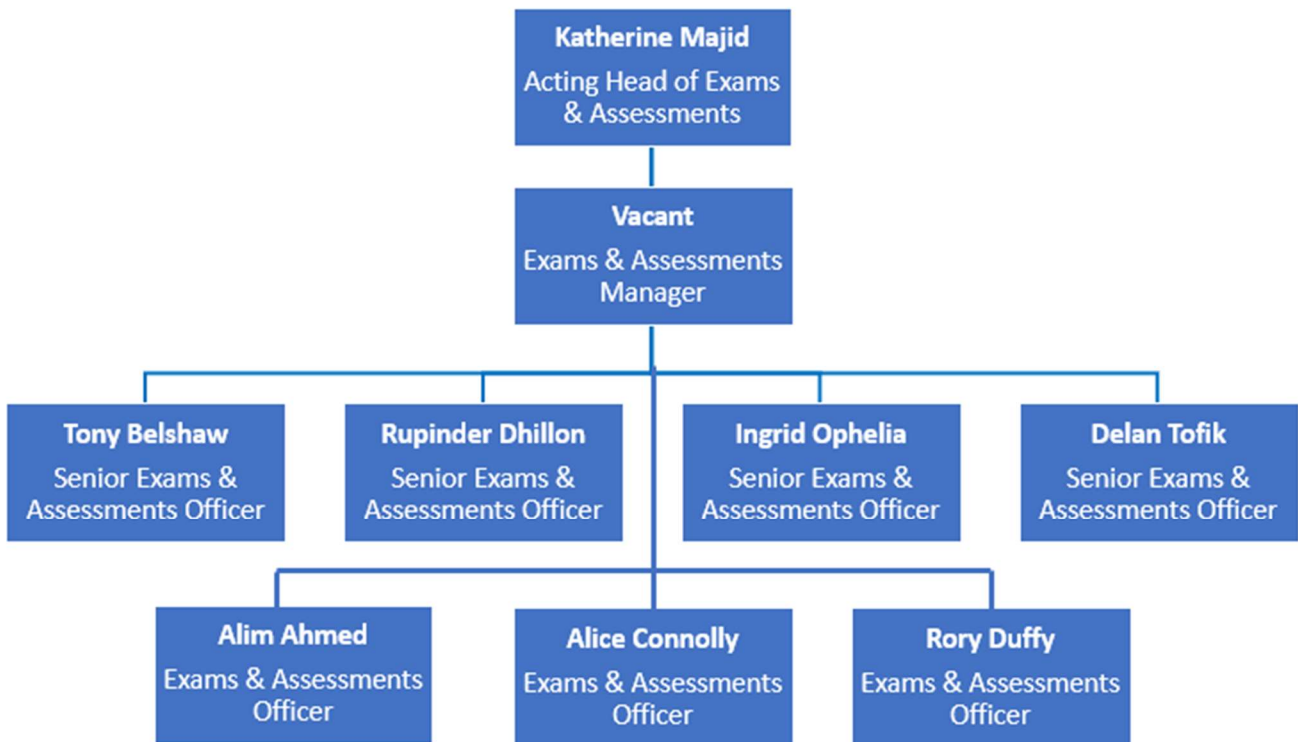 Katherine Majid
Acting Head of Exams
& Assessments
Vacant
Exams & Assessments
Manager
Tony Belshaw
Senior Exams &
Assessments Officer
Rupinder Dhillon
Senior Exams &
Assessments Officer
Ingrid Ophelia
Senior Exams &
Assessments Officer
Delan Tofik
Senior Exams &
Assessments Officer
Alim Ahmed
Exams & Assessments
Officer
Alice Connolly
Exams & Assessments
Officer
Rory Duffy
Exams & Assessments
Officer